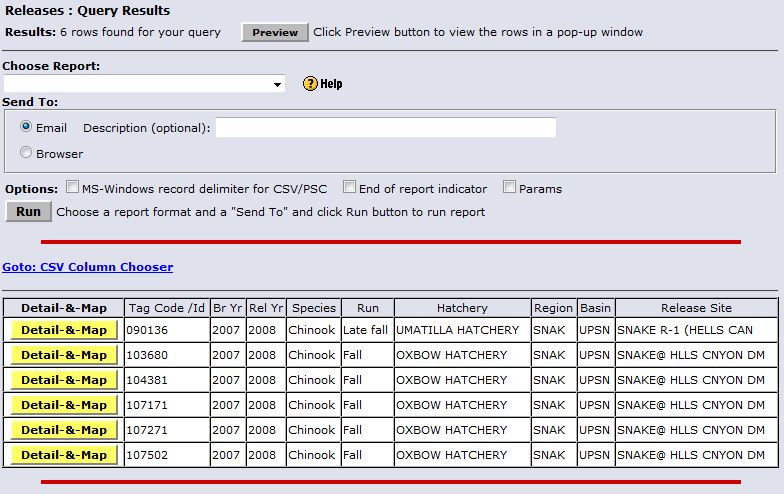 Releases : Query Results
Results: 6 rows found for your query Preview Click Preview button to view the rows in a pop-up window
Choose Report:
? Help
Send To:
Email Description (optional):
Browser
Options: MS-Windows record delimiter for CSV/PSC End of report indicator Params
Run Choose a report format and a "Send To" and click Run button to run report
Goto: CSV Column Chooser
Detail-&-Map Tag Code /Id Br Yr Rel Yr Species Run Hatchery Region Basin Release Site
Detail-&-Map 090136 2007 2008 Chinook Late fall UMATILLA HATCHERY SNAK UPSN SNAKE R-1 (HELLS CAN
Detail-&-Map 103680 2007 2008 Chinook Fall OXBOW HATCHERY SNAK UPSN SNAKE@ HLLS CNYON DM
Detail-&-Map 104381 2007 2008 Chinook Fall OXBOW HATCHERY SNAK UPSN SNAKE@ HLLS CNYON DM
Detail-&-Map 107171 2007 2008 Chinook Fall OXBOW HATCHERY SNAK UPSN SNAKE@ HLLS CNYON DM
Detail-&-Map 107271 2007 2008 Chinook Fall OXBOW HATCHERY SNAK UPSN SNAKE@ HLLS CNYON DM
Detail-&-Map 107502 2007 2008 Chinook Fall OXBOW HATCHERY SNAK UPSN SNAKE@ HLLS CNYON DM